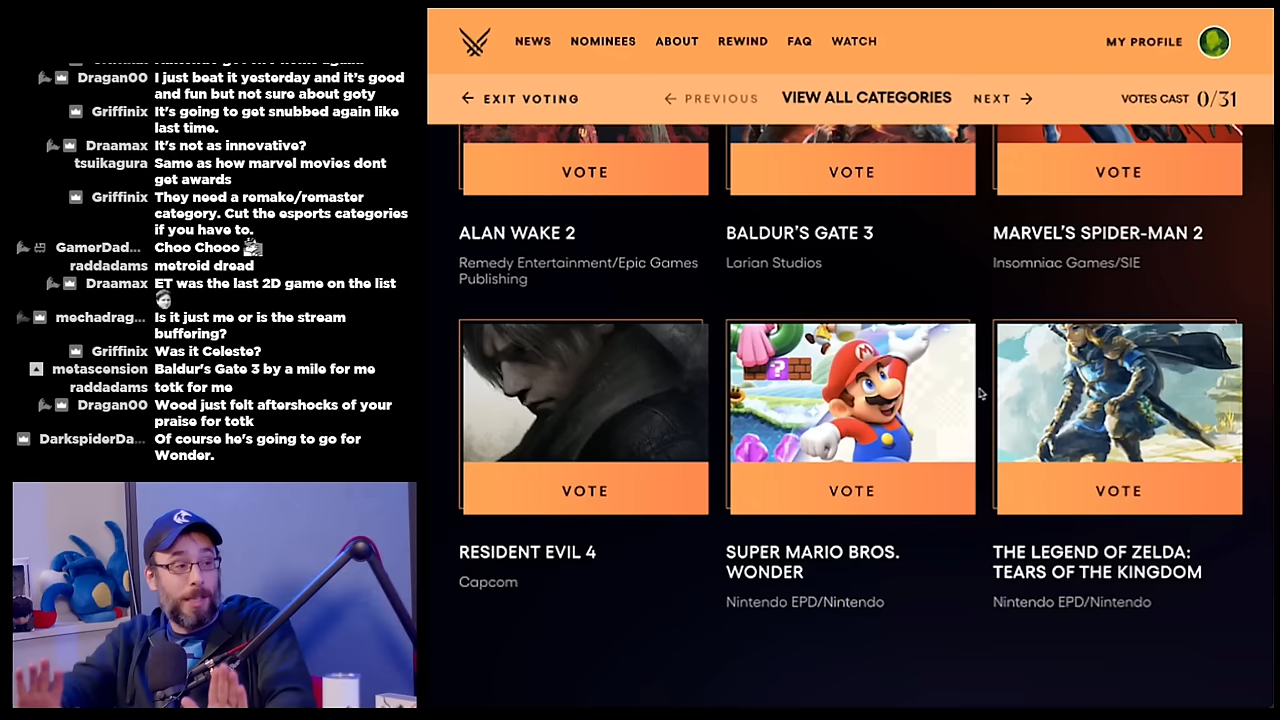 Dragan00 I just beat it yesterday and it's good
and fun but not sure about goty
Griffinix It's going to get snubbed again like
last time.
Draamax It's not as innovative?
tsuikagura Same as how marvel movies dont
get awards
Griffinix They need a remake/remaster
category. Cut the esports categories
if you have to.
GamerDad... Choo Chooo
raddadams metroid dread
Draamax ET was the last 2D game on the list
mechadrag... Is it just me or is the stream
buffering?
Griffinix Was it Celeste?
metascension Baldur's Gate 3 by a mile for me
raddadams totk for me
Dragan00 Wood just felt aftershocks of your
praise for totk
DarkspiderDa... Of course he's going to go for
Wonder.
NEWS NOMINEES ABOUT REWIND FAQ WATCH MY PROFILE
← EXIT VOTING ← PREVIOUS VIEW ALL CATEGORIES NEXT → VOTES CAST 0/31
VOTE VOTE VOTE
ALAN WAKE 2 BALDUR'S GATE 3 MARVEL'S SPIDER-MAN 2
Remedy Entertainment/Epic Games Larian Studios Insomniac Games/SIE
Publishing
?
M
VOTE VOTE VOTE
RESIDENT EVIL 4 SUPER MARIO BROS. THE LEGEND OF ZELDA:
WONDER TEARS OF THE KINGDOM
Capcom
Nintendo EPD/Nintendo Nintendo EPD/Nintendo